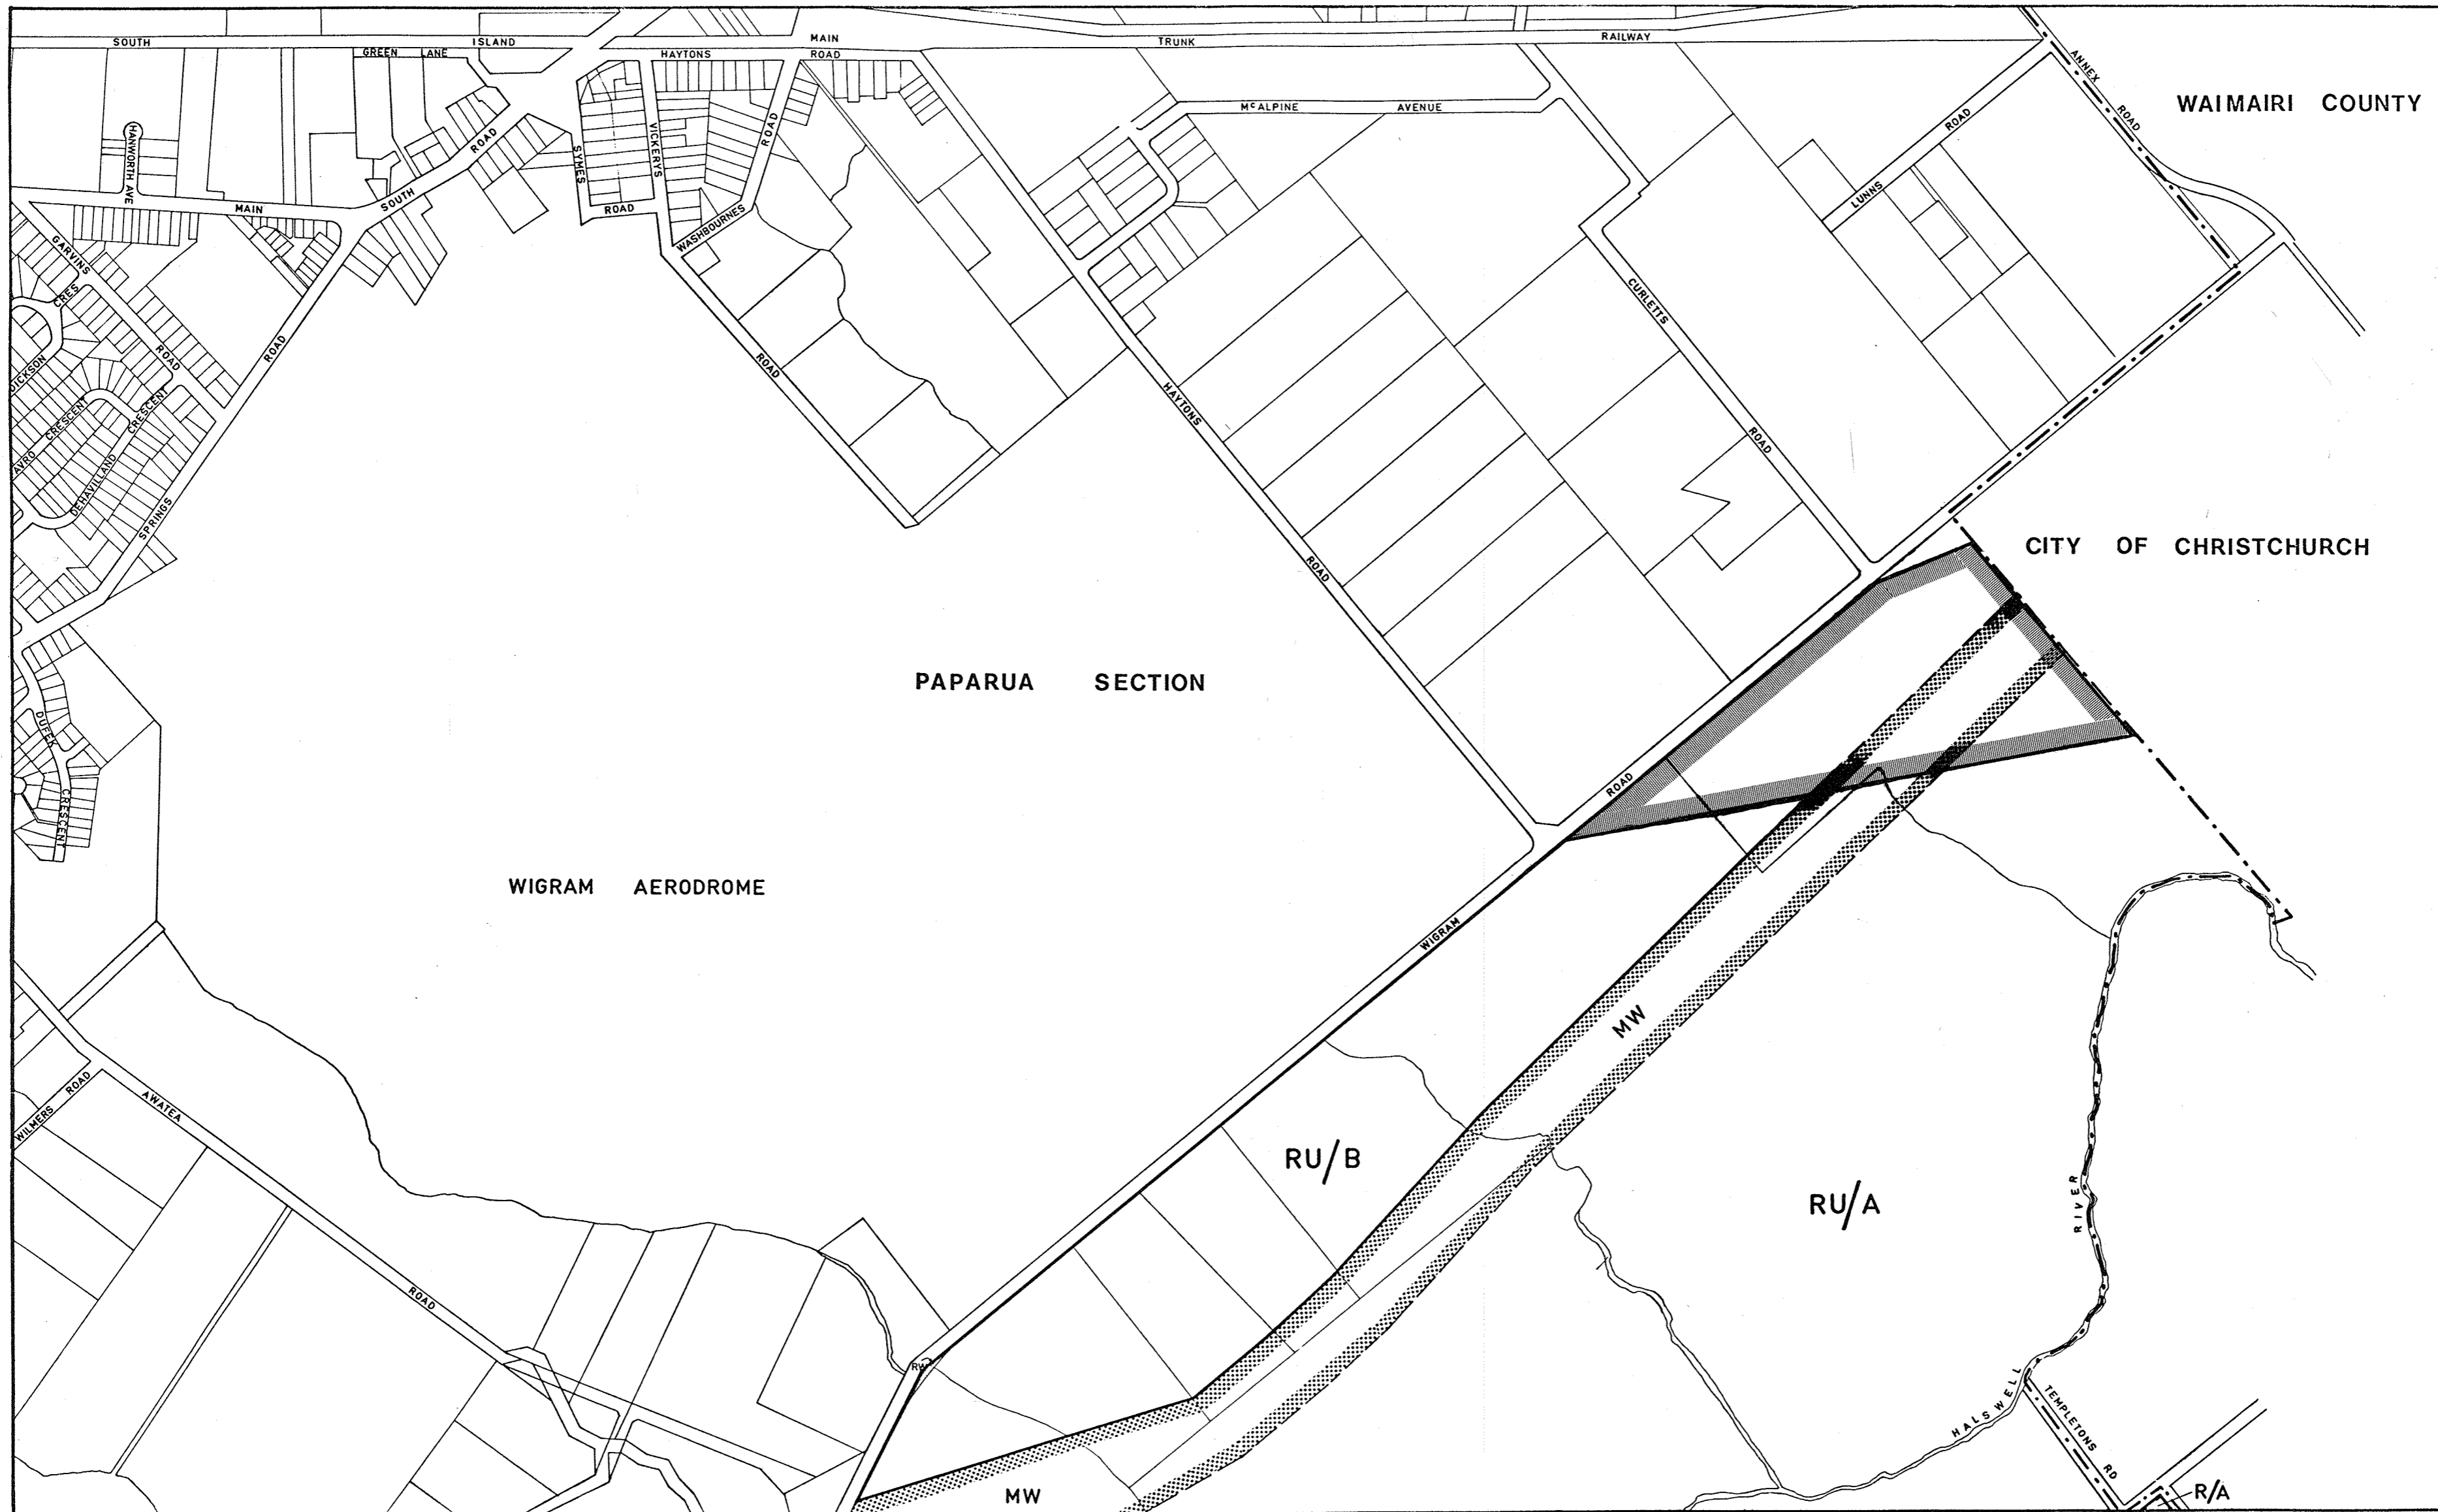 SOUTH ISLAND MAIN TRUNK RAILWAY
GREEN LANE
HAYTONS ROAD
ANNEX ROAD
WAIMAIRI COUNTY
McALPINE AVENUE
HANWORTH AVE
MAIN SOUTH ROAD
SYMES ROAD
VICKERYS ROAD
WASHBOURNES ROAD
LUNNS ROAD
GARVINS ROAD
CRES
DICKSON
AVRO CRESCENT
DEHAVILLAND CRESCENT
SPRINGS ROAD
HAYTONS ROAD
CURLETTS ROAD
CITY OF CHRISTCHURCH
PAPARUA SECTION
DUFEK CRESCENT
WIGRAM AERODROME
WIGRAM ROAD
MW
WILMERS ROAD
AWATEA ROAD
RU/B
RU/A
HALSWELL RIVER
TEMPLETONS RD
MW
R/A